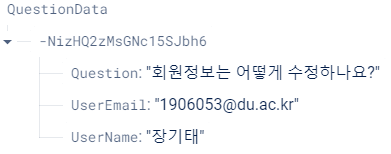 QuestionData
-NizHQ2zMsGNc15SJbh6
Question: "회원정보는 어떻게 수정하나요?"
UserEmail: "1906053@du.ac.kr"
UserName: "장기태"